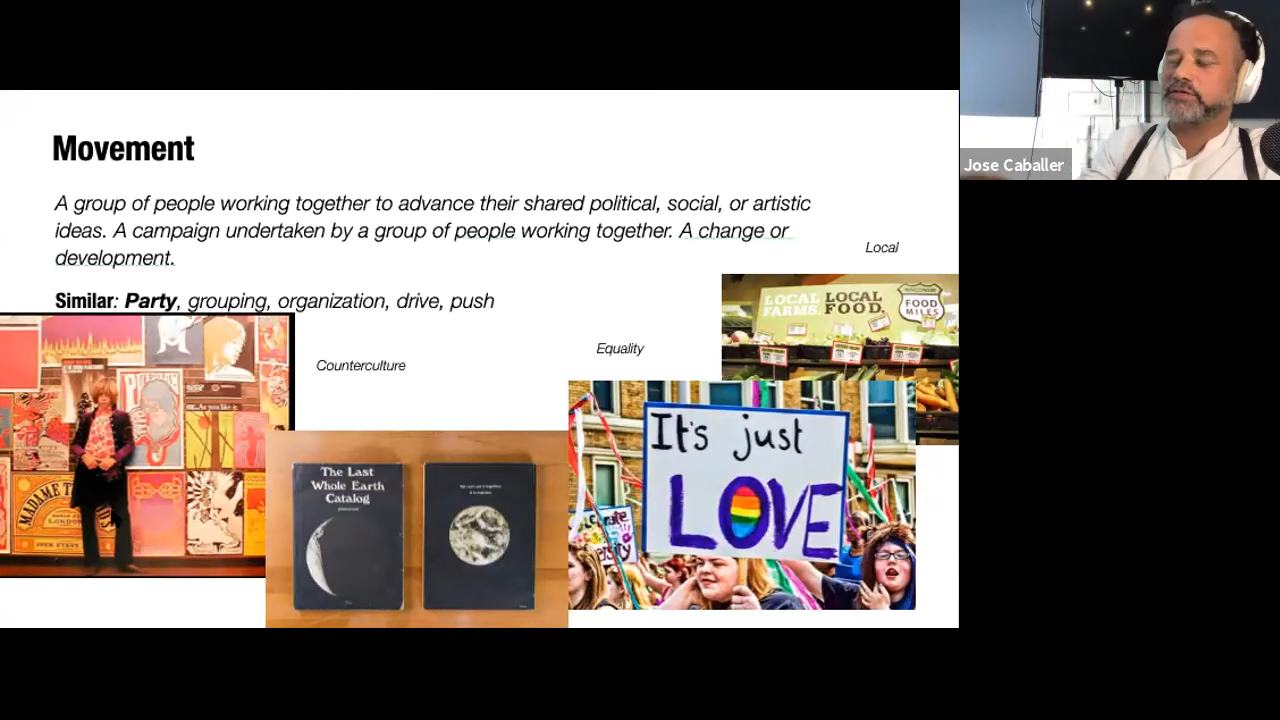 Movement
A group of people working together to advance their shared political, social, or artistic
ideas. A campaign undertaken by a group of people working together. A change or
development.
Similar: Party, grouping, organization, drive, push
Local
Equality
Counterculture
LOCAL
FARMS.
LOCAL
FOOD.
FOOD
MILES
It's just
LOVE
The Last
Whole Earth
Catalog
MADAME
LONDON
Jose Caballer